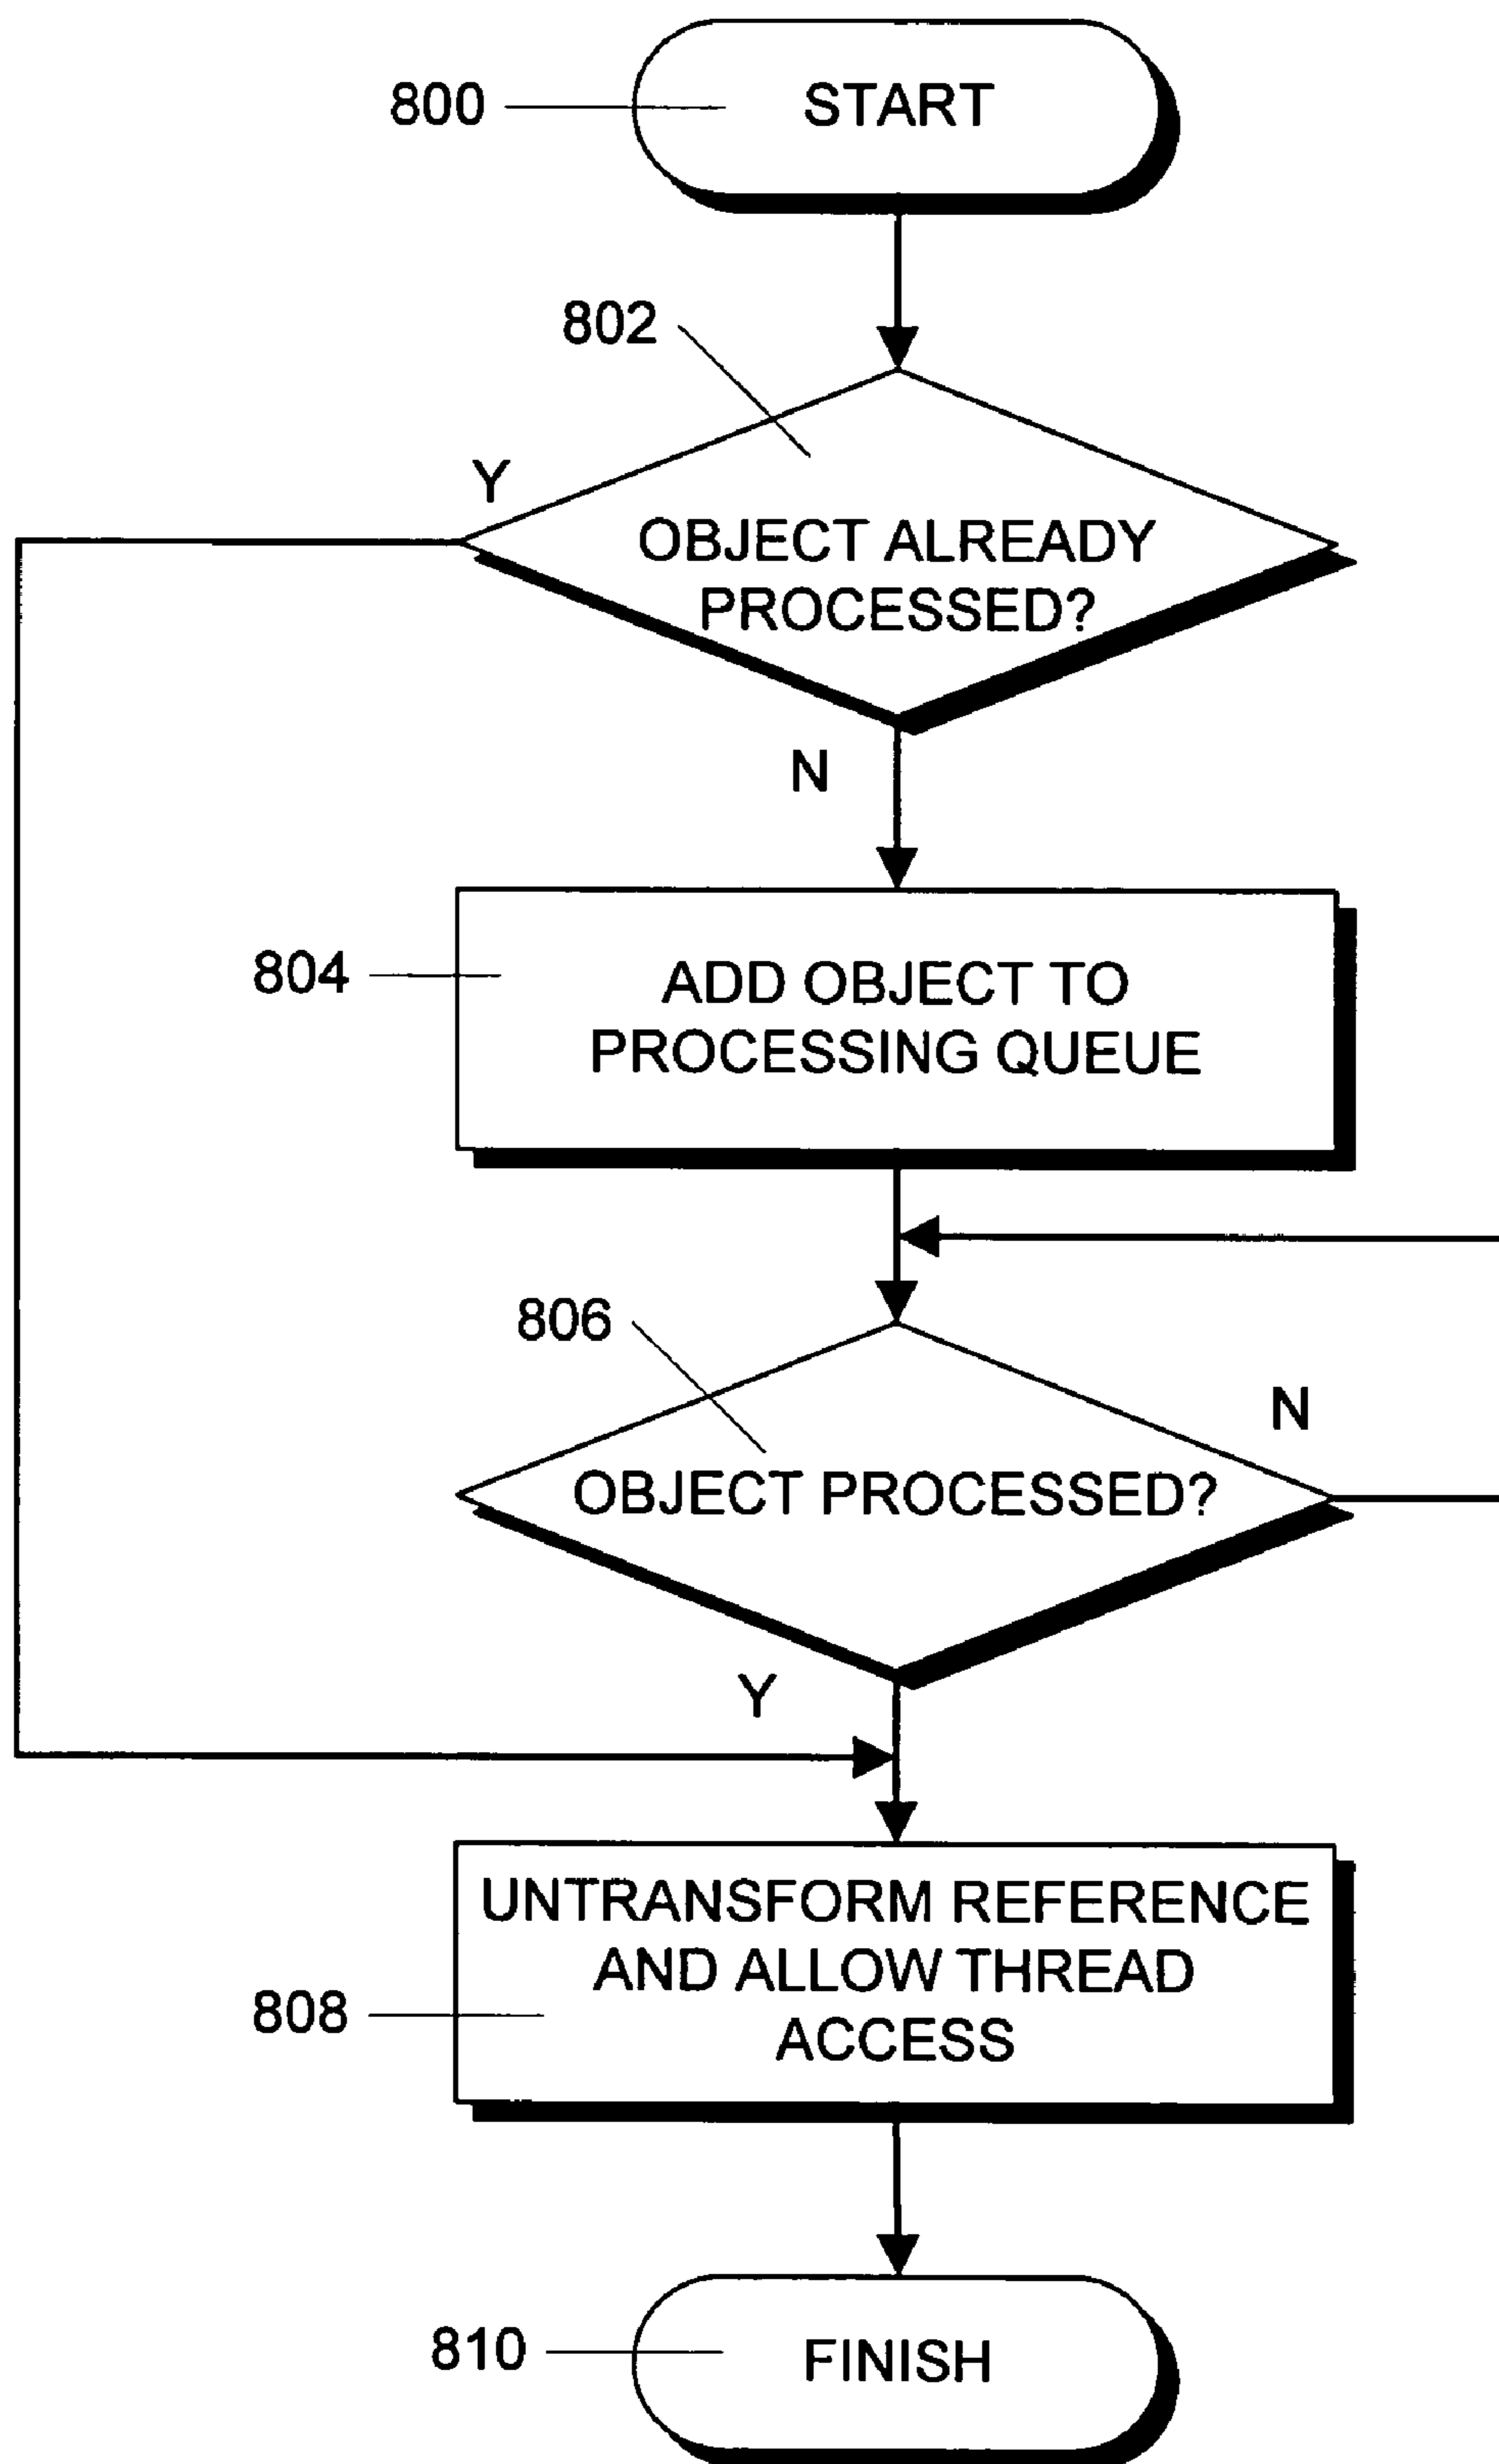 800
START
802
Y
OBJECT ALREADY
PROCESSED?
N
804
ADD OBJECT TO
PROCESSING QUEUE
806
N
OBJECT PROCESSED?
Y
UNTRANSFORM REFERENCE
AND ALLOW THREAD
808
ACCESS
810
FINISH